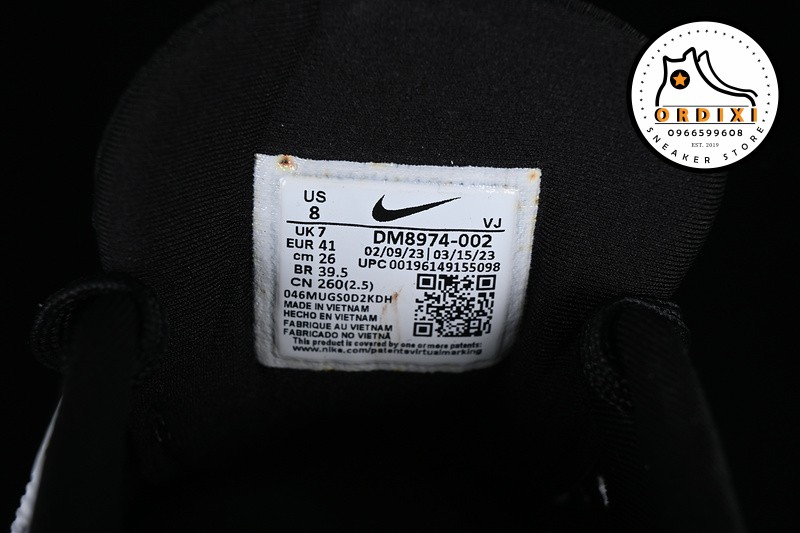 ORDIXI
0966599608
EST. 2019
SNEAKER STORE
US
8
VJ
UK 7
DM8974-002
EUR 41
02/09/23|03/15/23
cm 26
UPC 00196149155098
BR 39.5
CN 260(2.5)
046MUGS0D2KDH
MADE IN VIETNAM
HECHO EN VIETNAM
FABRIQUE AU VIETNAM
FABRICADO NO VIETNÃ
This product is covered by one or more patents:
www.nike.com/patentsvirtualmarking